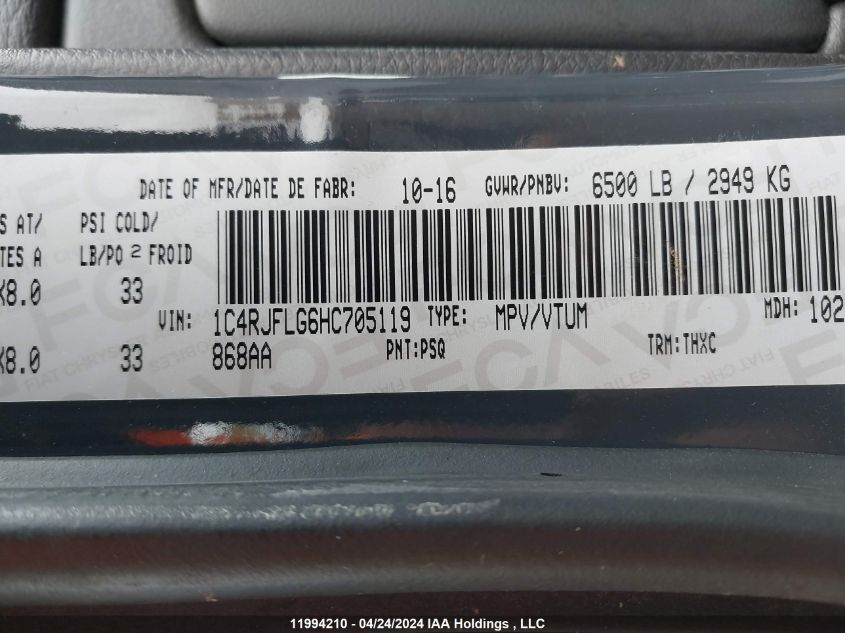 DATE OF MFR/DATE DE FABR: 10-16 GVWR/PNBV: 6500 LB / 2949 KG
S AT/ PSI COLD/
TES A LB/PO 2 FROID
X8.0 33
VIN: 1C4RJFLG6HC705119 TYPE: MPV/VTUM MDH: 102
X8.0 33 868AA PNT:PSQ TRM:THXC
11994210 - 04/24/2024 IAA Holdings , LLC